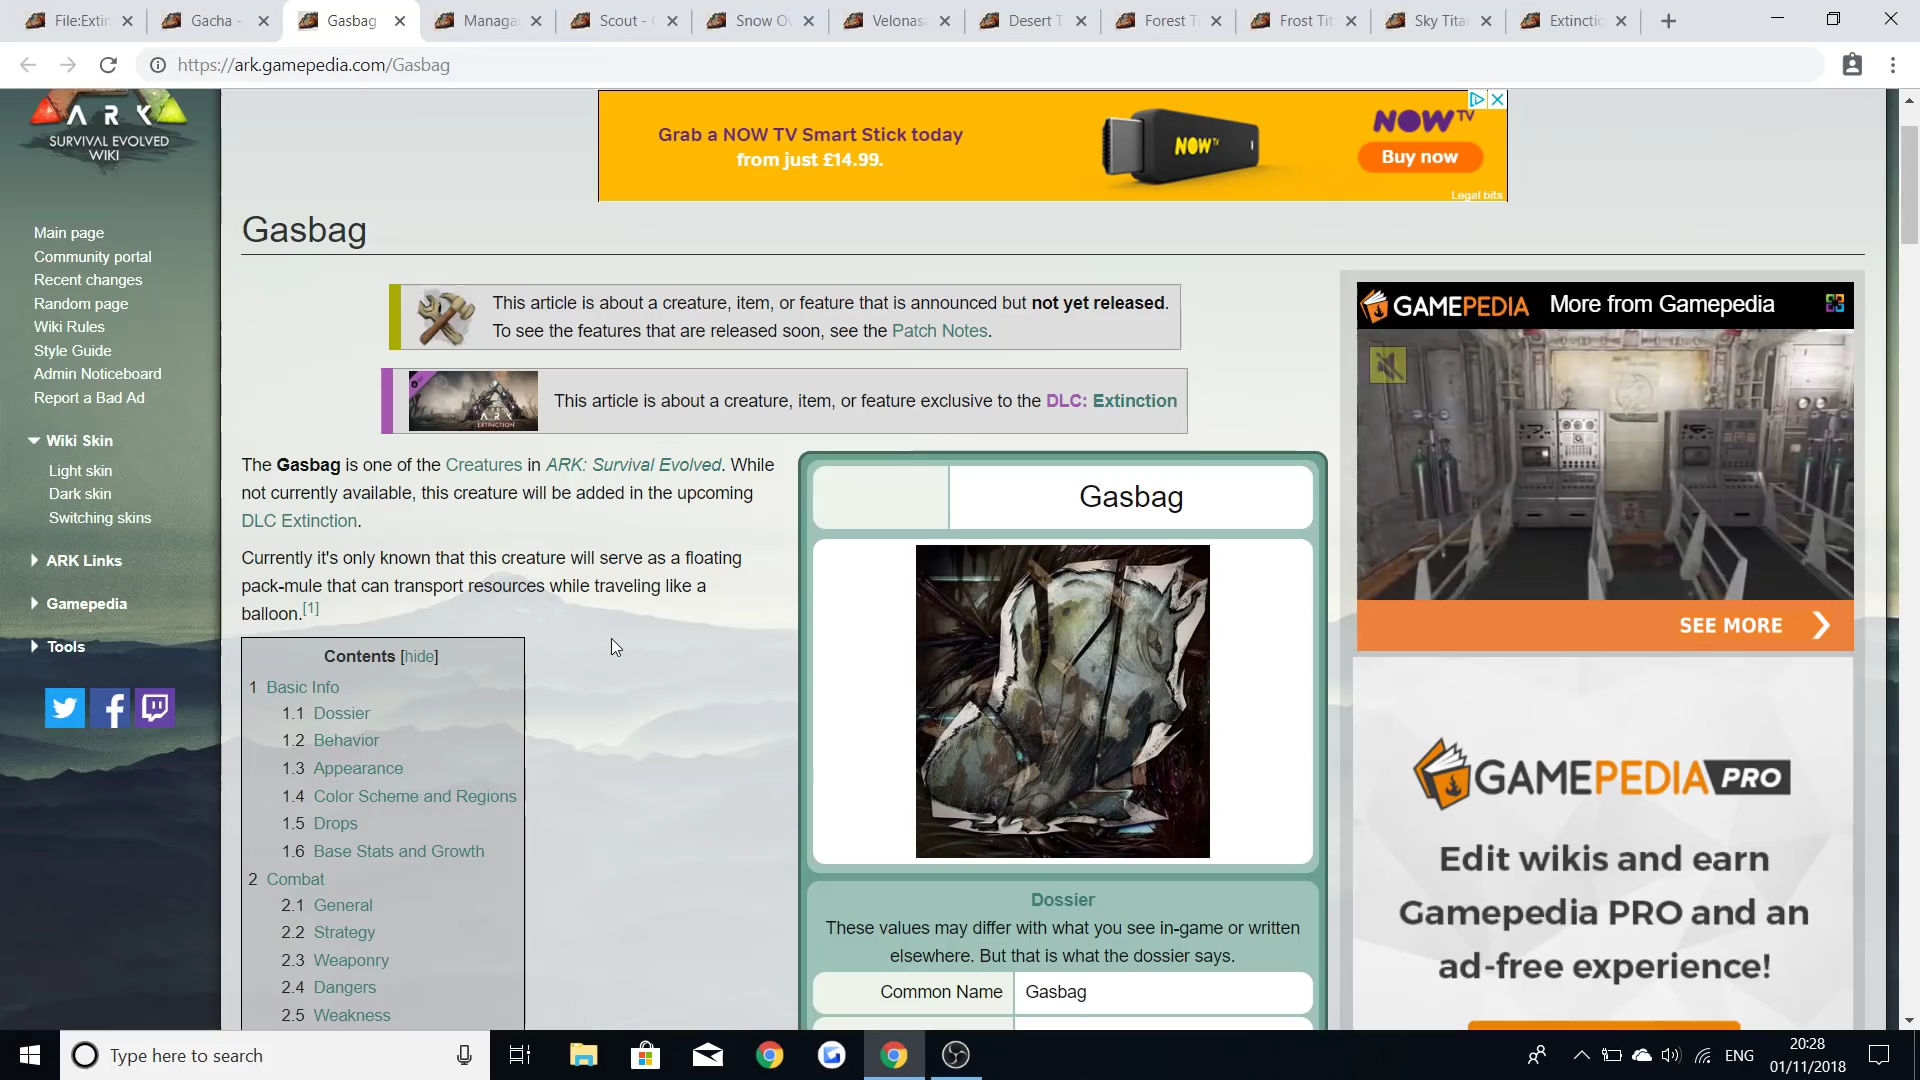 File:Extin
Gacha -
Gasbag
Managa
Scout -
Snow O
Velonas
Desert T
Forest T
Frost Tit
Sky Tita
Extinctio
https://ark.gamepedia.com/Gasbag
ARK
SURVIVAL EVOLVED
WIKI
Grab a NOW TV Smart Stick today
from just £14.99.
NOW TV
NOW TV
Buy now
Legal bits
Main page
Community portal
Recent changes
Random page
Wiki Rules
Style Guide
Admin Noticeboard
Report a Bad Ad
Wiki Skin
Light skin
Dark skin
Switching skins
ARK Links
Gamepedia
Tools
Gasbag
This article is about a creature, item, or feature that is announced but not yet released.
To see the features that are released soon, see the Patch Notes.
ARK
EXTINCTION
This article is about a creature, item, or feature exclusive to the DLC: Extinction
The Gasbag is one of the Creatures in ARK: Survival Evolved. While
not currently available, this creature will be added in the upcoming
DLC Extinction.
Currently it's only known that this creature will serve as a floating
pack-mule that can transport resources while traveling like a
balloon.[1]
Contents [hide]
1 Basic Info
1.1 Dossier
1.2 Behavior
1.3 Appearance
1.4 Color Scheme and Regions
1.5 Drops
1.6 Base Stats and Growth
2 Combat
2.1 General
2.2 Strategy
2.3 Weaponry
2.4 Dangers
2.5 Weakness
Gasbag
Dossier
These values may differ with what you see in-game or written
elsewhere. But that is what the dossier says.
Common Name Gasbag
GAMEPEDIA More from Gamepedia
SEE MORE
GAMEPEDIA PRO
Edit wikis and earn
Gamepedia PRO and an
ad-free experience!
Type here to search
ENG
20:28
01/11/2018